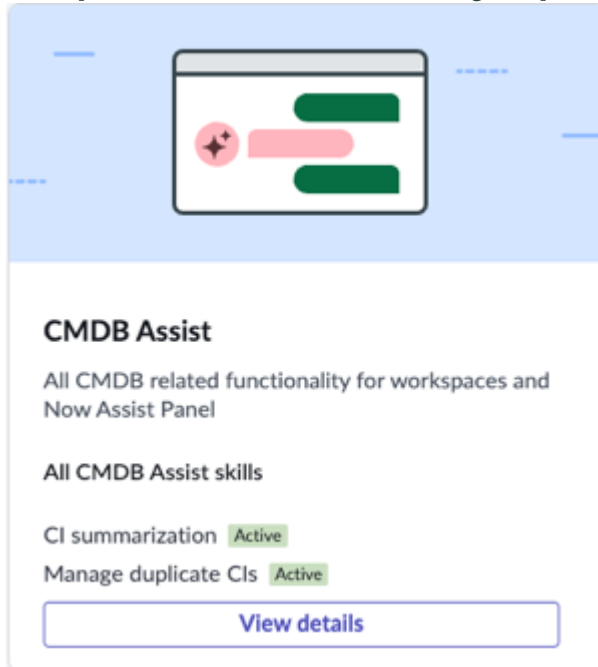 CMDB Assist
All CMDB related functionality for workspaces and
Now Assist Panel
All CMDB Assist skills
CI summarization Active
Manage duplicate CIs Active
View details